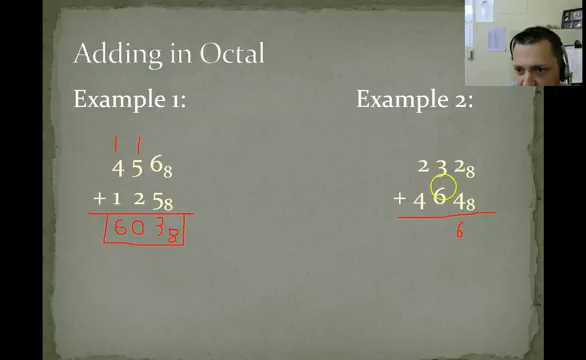 Adding in Octal
Example 1:
1 1
4 5 6₈
+ 1 2 5₈
6 0 3₈
Example 2:
2 3 2₈
+ 4 6 4₈
6